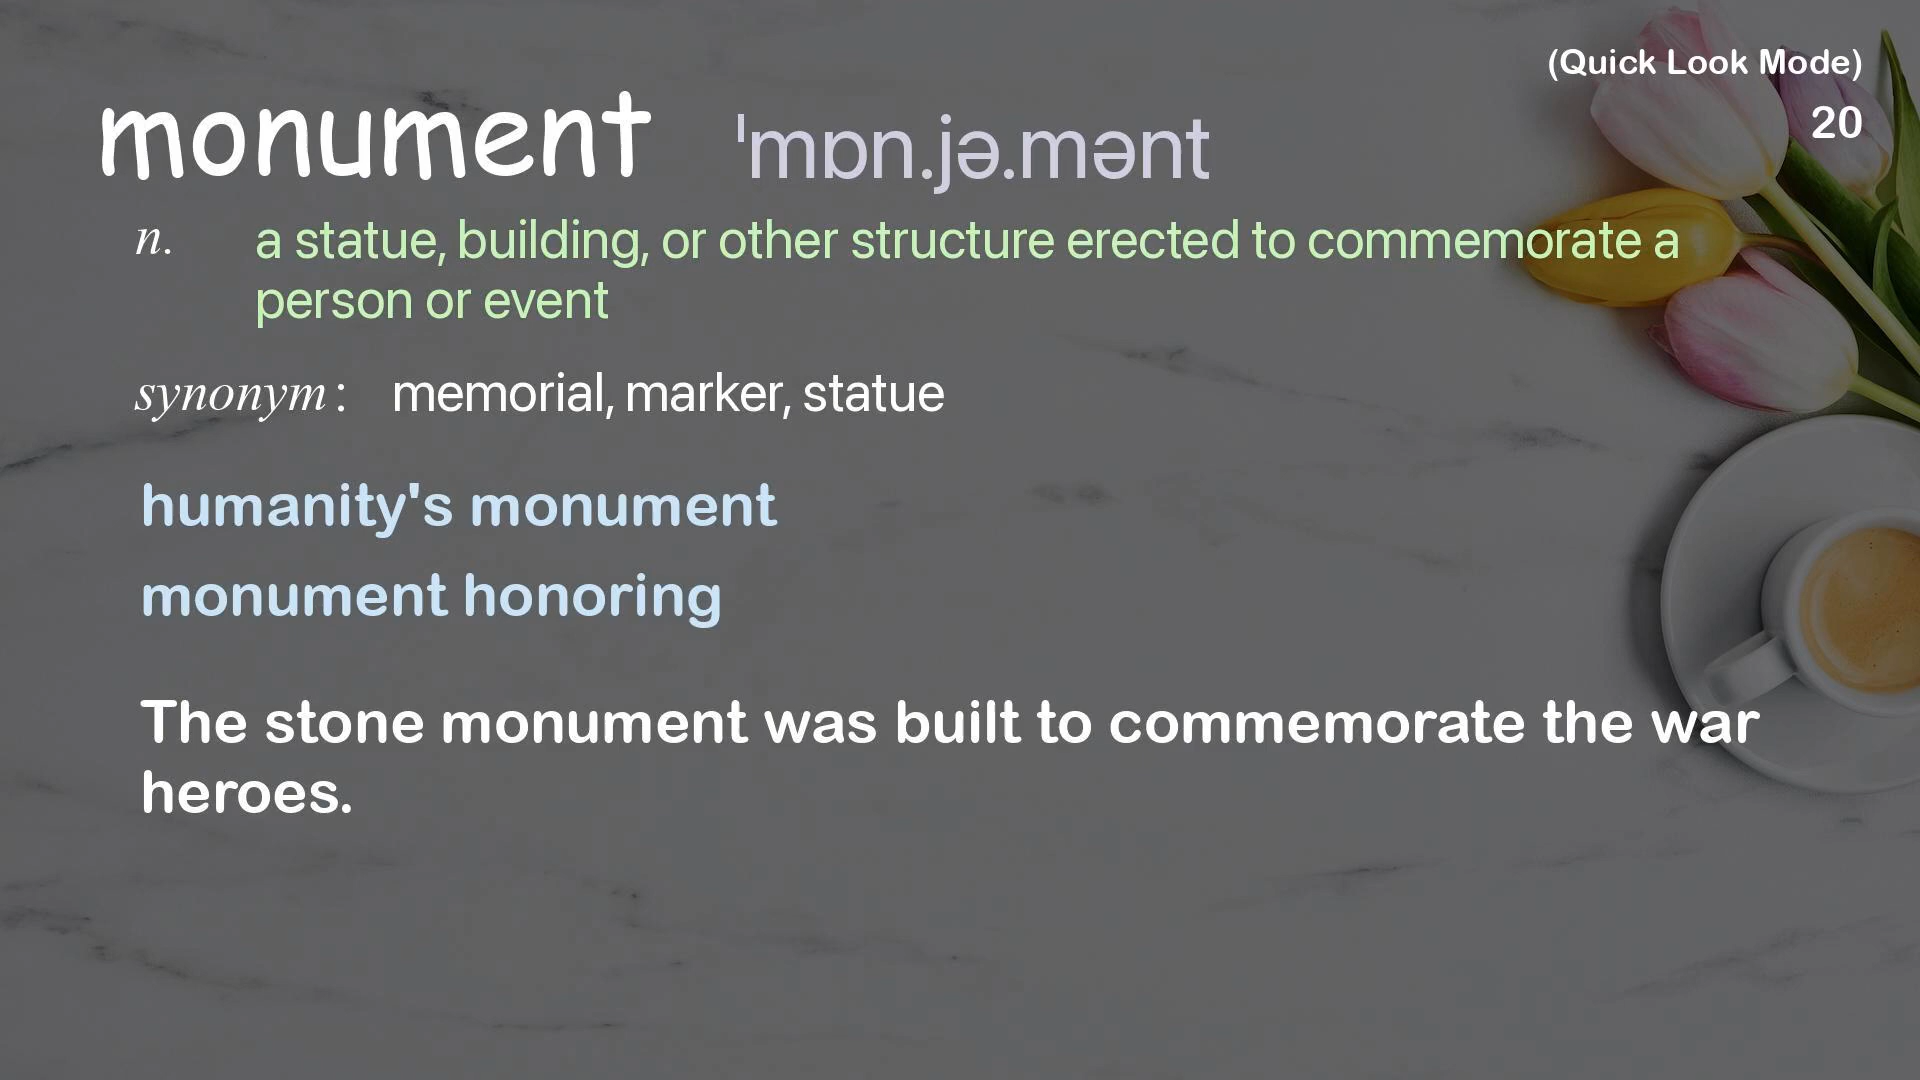 (Quick Look Mode)
20
monument ˈmɒn.jə.mənt
n. a statue, building, or other structure erected to commemorate a
person or event
synonym: memorial, marker, statue
humanity's monument
monument honoring
The stone monument was built to commemorate the war
heroes.